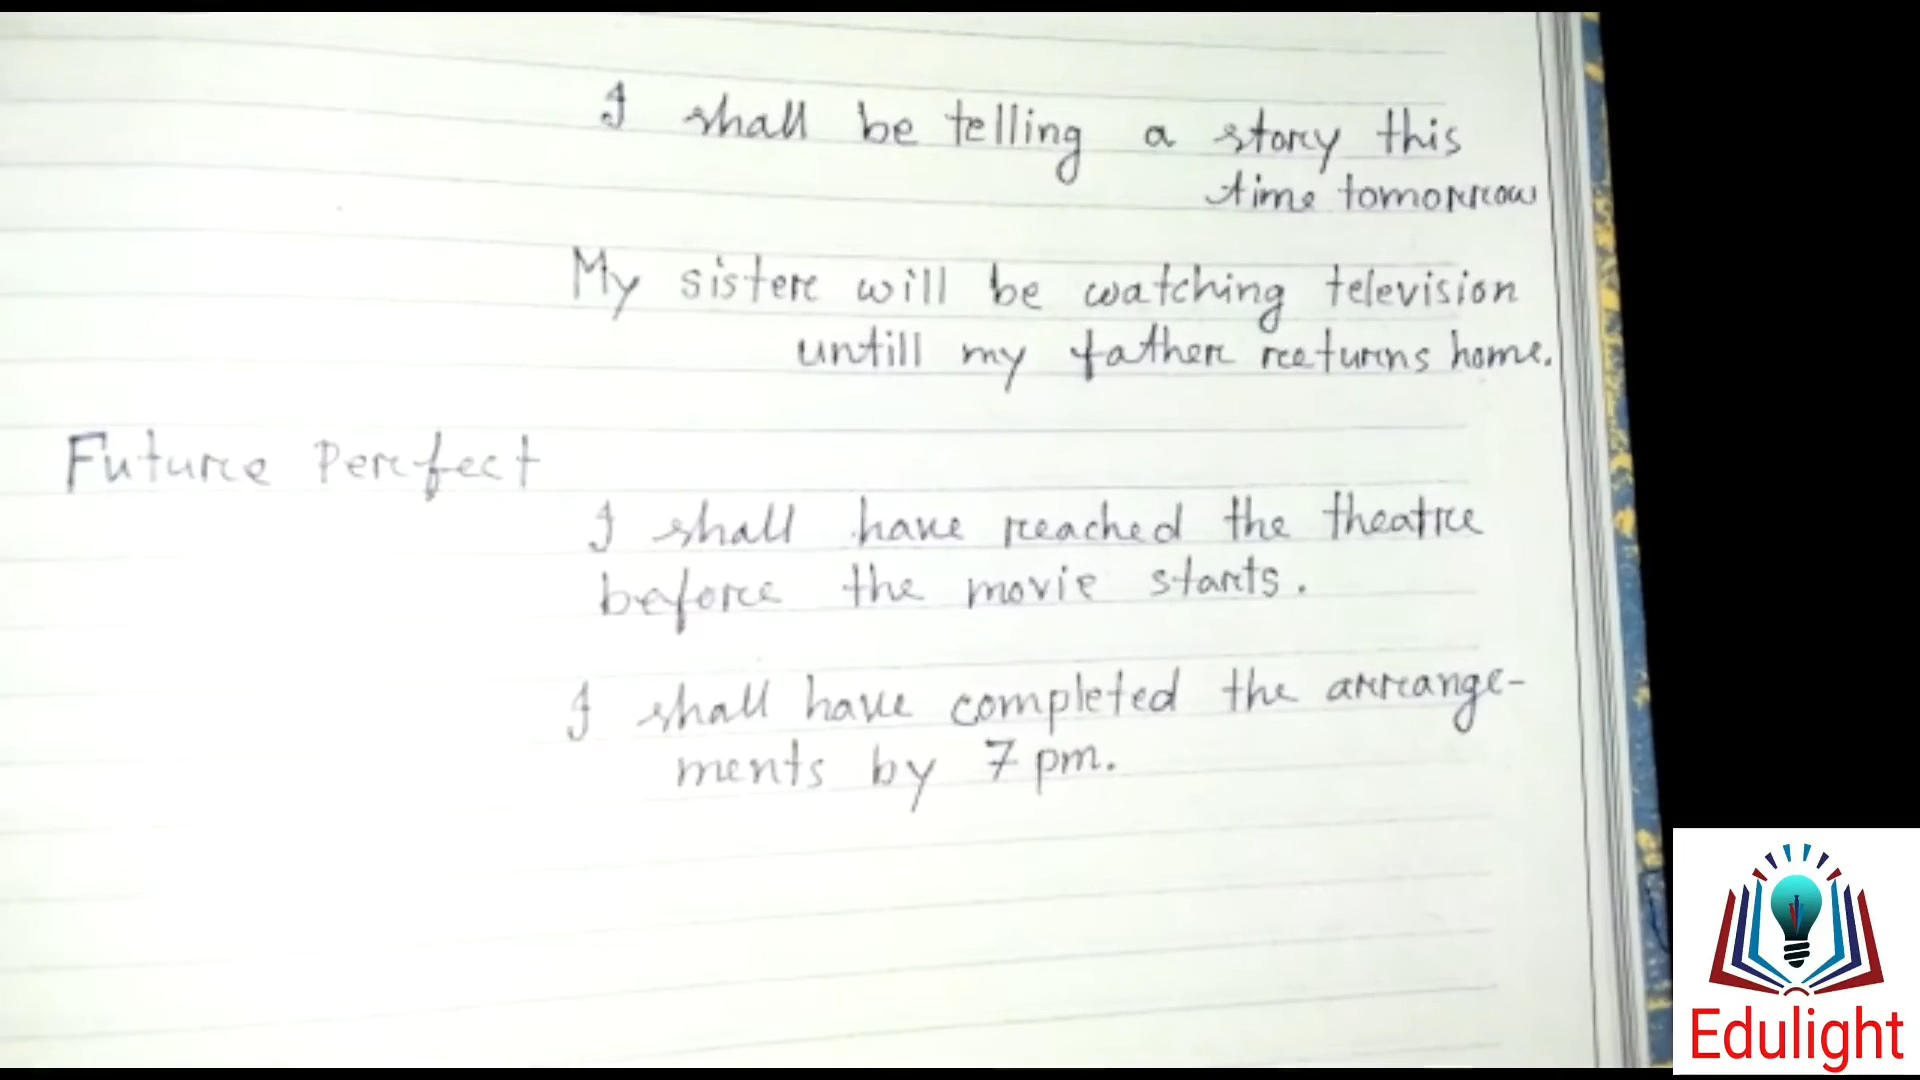 I shall be telling a story this
time tomorrow
My sister will be watching television
untill my father returns home.
Future Perfect
I shall have reached the theatre
before the movie starts.
I shall have completed the arrange-
ments by 7 pm.
Edulight